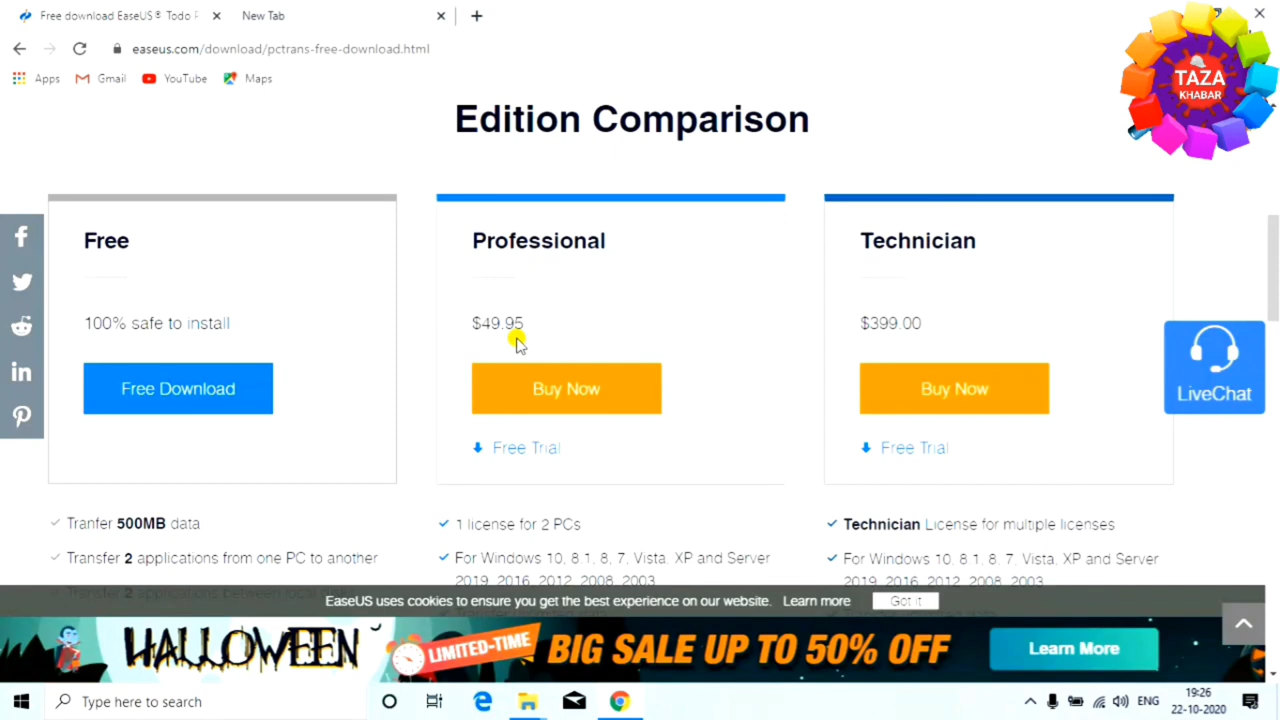 Free download EaseUS® Todo P
New Tab
easeus.com/download/pctrans-free-download.html
Apps
Gmail
YouTube
Maps
TAZA
KHABAR
Edition Comparison
Free
100% safe to install
Free Download
Tranfer 500MB data
Transfer 2 applications from one PC to another
Transfer 2 applications between local
Professional
$49.95
Buy Now
Free Trial
1 license for 2 PCs
For Windows 10, 8.1, 8, 7, Vista, XP and Server
2019, 2016, 2012, 2008, 2003
Technician
$399.00
Buy Now
Free Trial
Technician License for multiple licenses
For Windows 10, 8.1, 8, 7, Vista, XP and Server
2019, 2016, 2012, 2008, 2003
LiveChat
EaseUS uses cookies to ensure you get the best experience on our website. Learn more
Got it
HALLOWEEN
LIMITED-TIME
BIG SALE UP TO 50% OFF
Learn More
Type here to search
ENG
19:26
22-10-2020